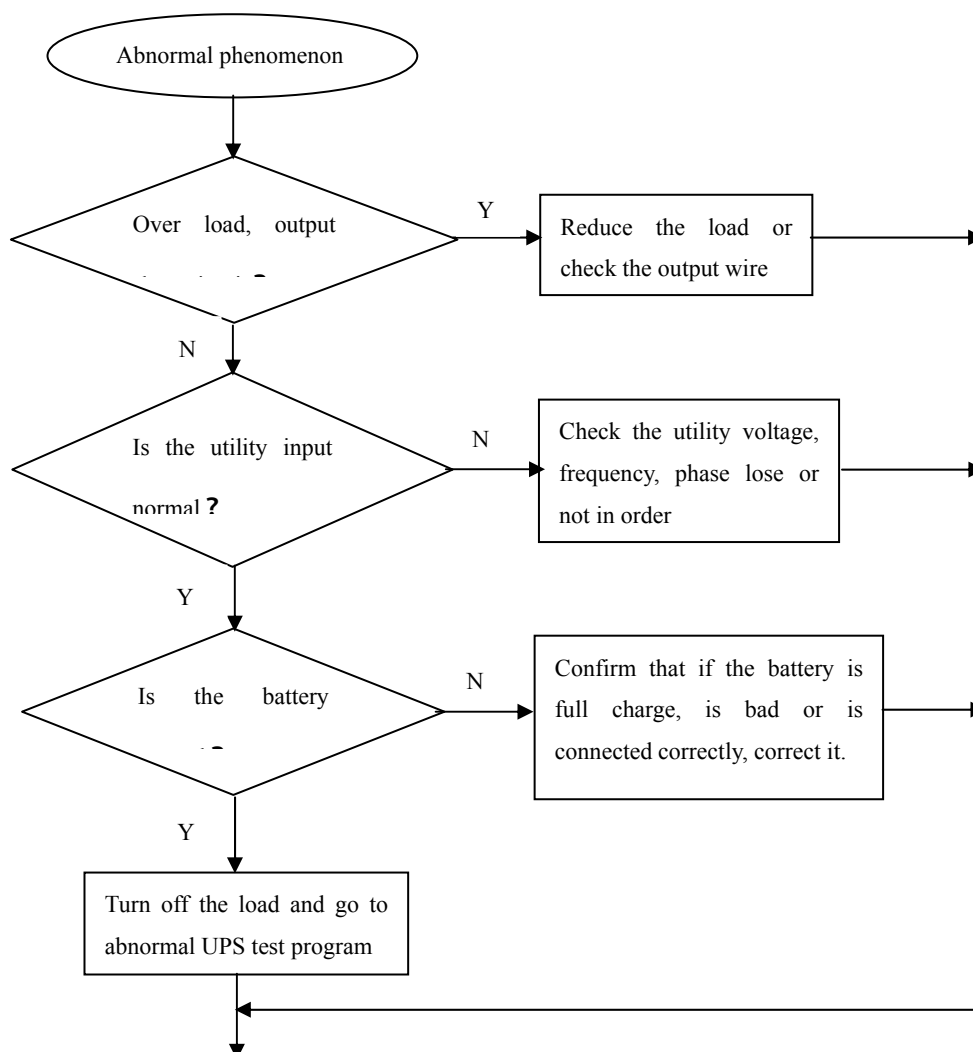 Abnormal phenomenon
Over load, output
Y
Reduce the load or
check the output wire
N
Is the utility input
normal?
N
Check the utility voltage,
frequency, phase lose or
not in order
Y
Is the battery
N
Confirm that if the battery is
full charge, is bad or is
connected correctly, correct it.
Y
Turn off the load and go to
abnormal UPS test program